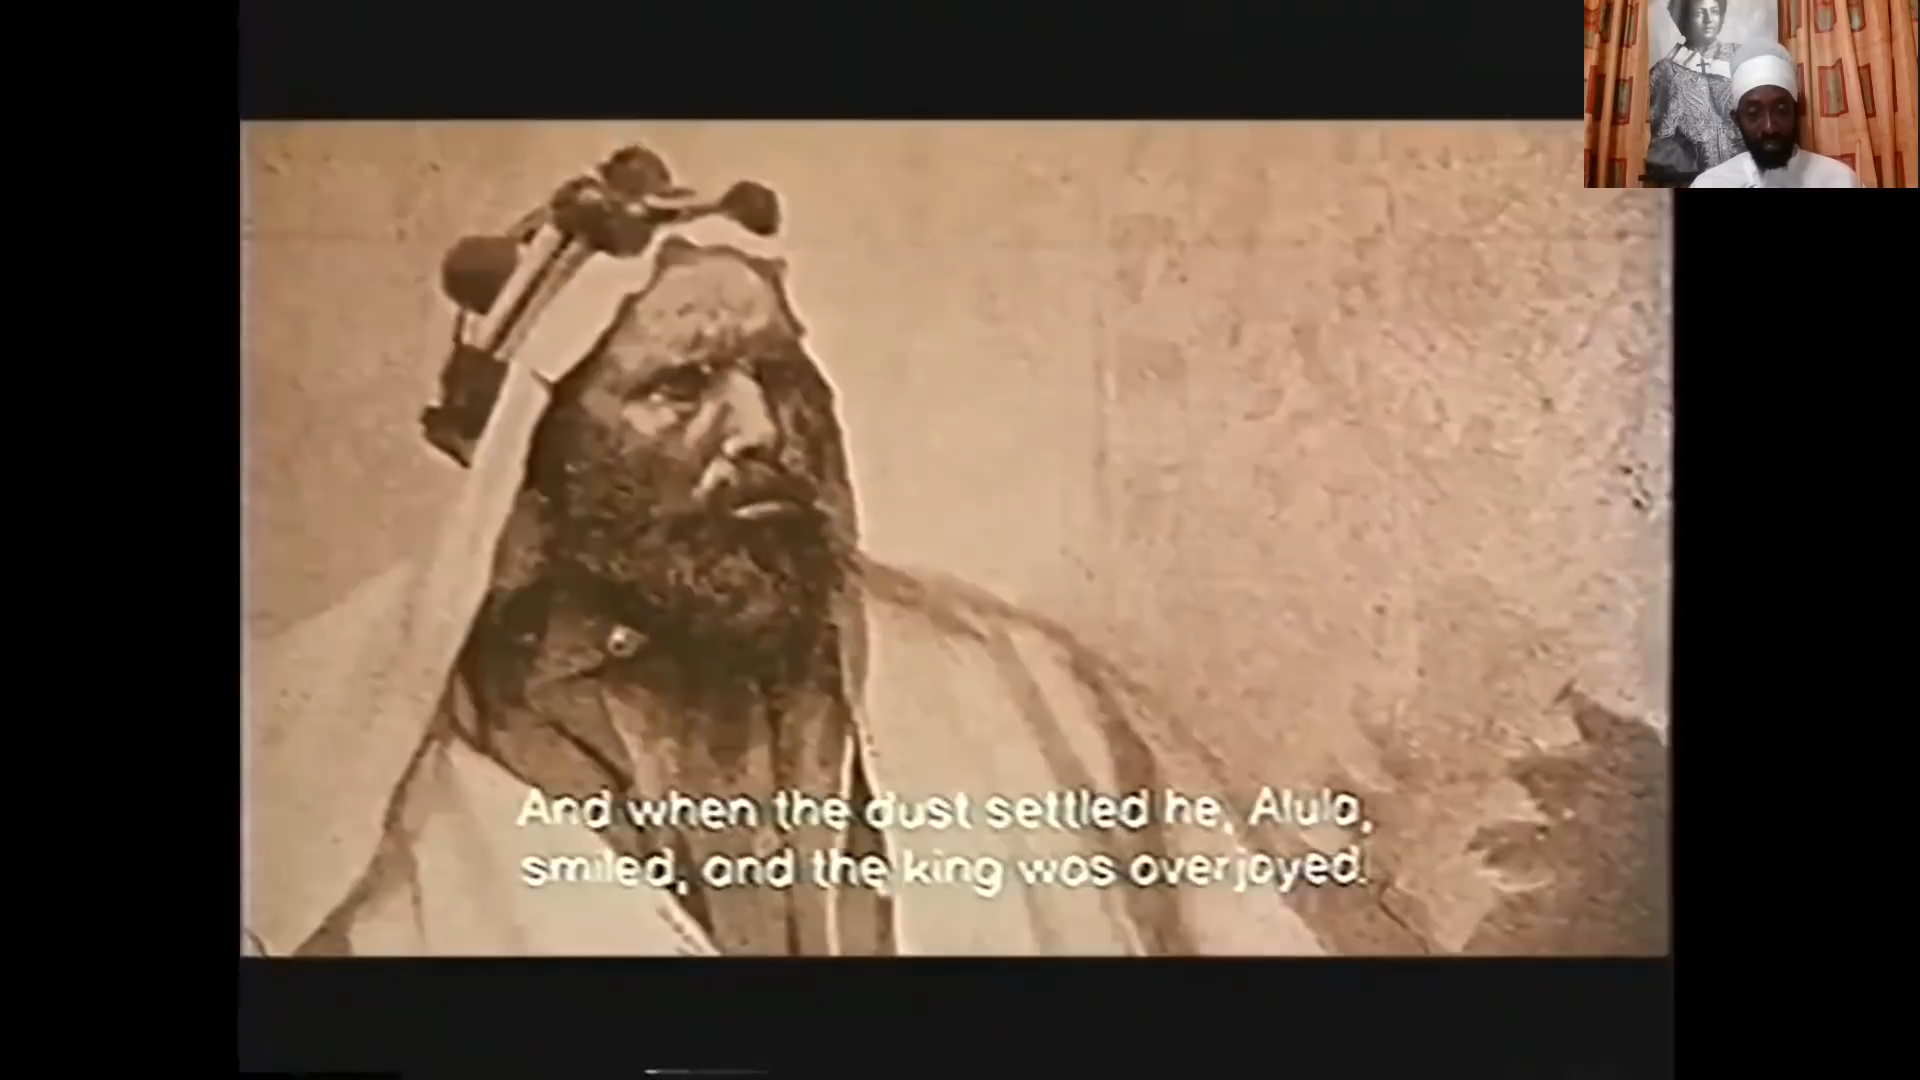 And when the dust settled he, Alula,
smiled, and the king was overjoyed.